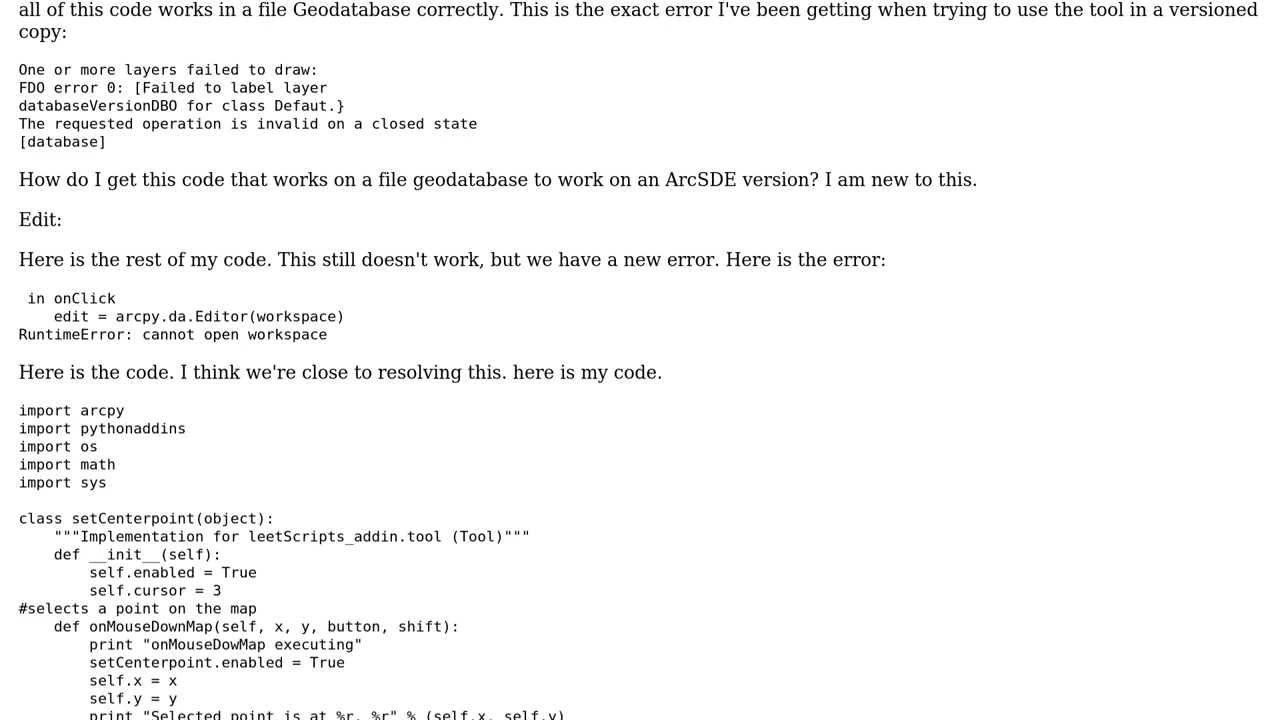 all of this code works in a file Geodatabase correctly. This is the exact error I've been getting when trying to use the tool in a versioned
copy:
One or more layers failed to draw:
FDO error 0: [Failed to label layer
databaseVersionDBO for class Defaut.}
The requested operation is invalid on a closed state
[database]
How do I get this code that works on a file geodatabase to work on an ArcSDE version? I am new to this.
Edit:
Here is the rest of my code. This still doesn't work, but we have a new error. Here is the error:
 in onClick
    edit = arcpy.da.Editor(workspace)
RuntimeError: cannot open workspace
Here is the code. I think we're close to resolving this. here is my code.
import arcpy
import pythonaddins
import os
import math
import sys
class setCenterpoint(object):
    """Implementation for leetScripts_addin.tool (Tool)"""
    def __init__(self):
        self.enabled = True
        self.cursor = 3
#selects a point on the map
    def onMouseDownMap(self, x, y, button, shift):
        print "onMouseDowMap executing"
        setCenterpoint.enabled = True
        self.x = x
        self.y = y
        print "Selected point is at %r, %r" % (self.x, self.y)